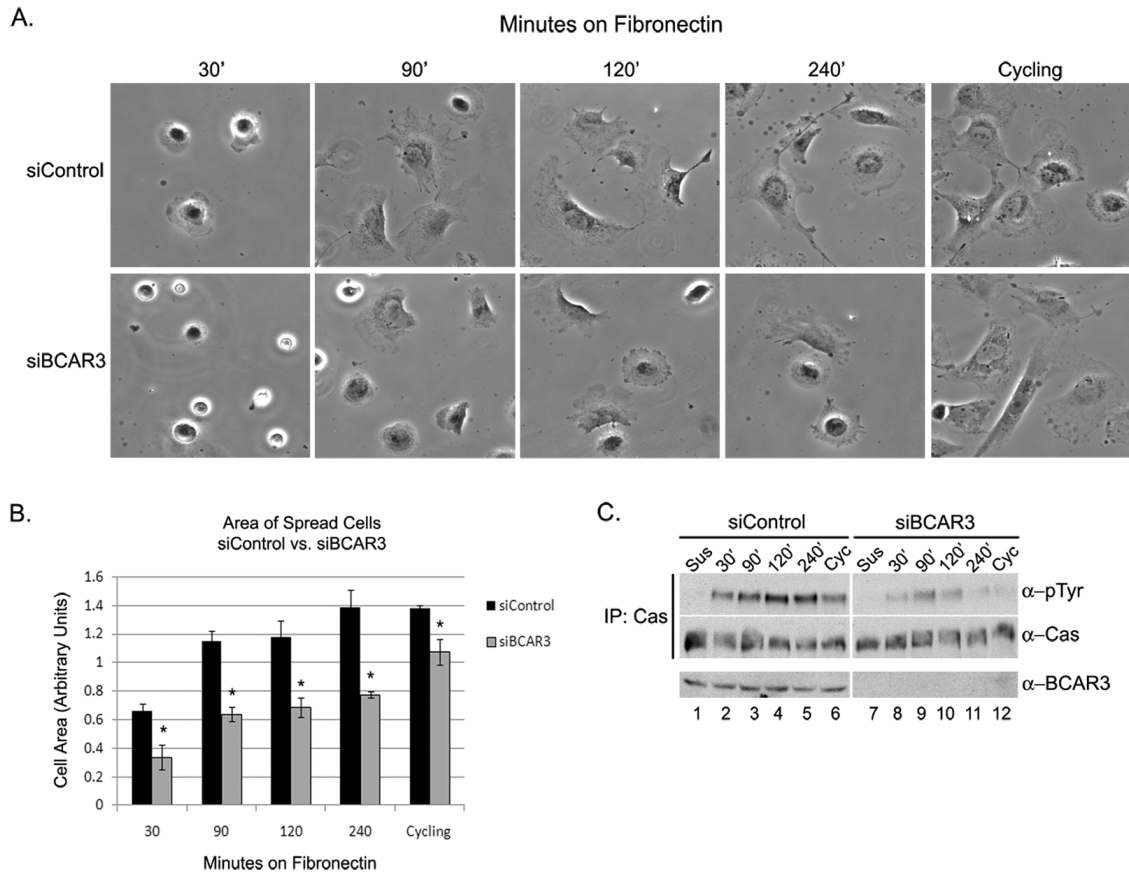 A.
Minutes on Fibronectin
30’ 90’ 120’ 240’ Cycling
siControl
siBCAR3
B.
Area of Spread Cells
siControl vs. siBCAR3
Cell Area (Arbitrary Units)
1.6
1.4
1.2
1
0.8
0.6
0.4
0.2
0
* * * * *
siControl
siBCAR3
30 90 120 240 Cycling
Minutes on Fibronectin
C.
siControl siBCAR3
Sus 30' 90' 120' 240' Cyc Sus 30' 90' 120' 240' Cyc
IP: Cas
α–pTyr
α–Cas
α–BCAR3
1 2 3 4 5 6 7 8 9 10 11 12